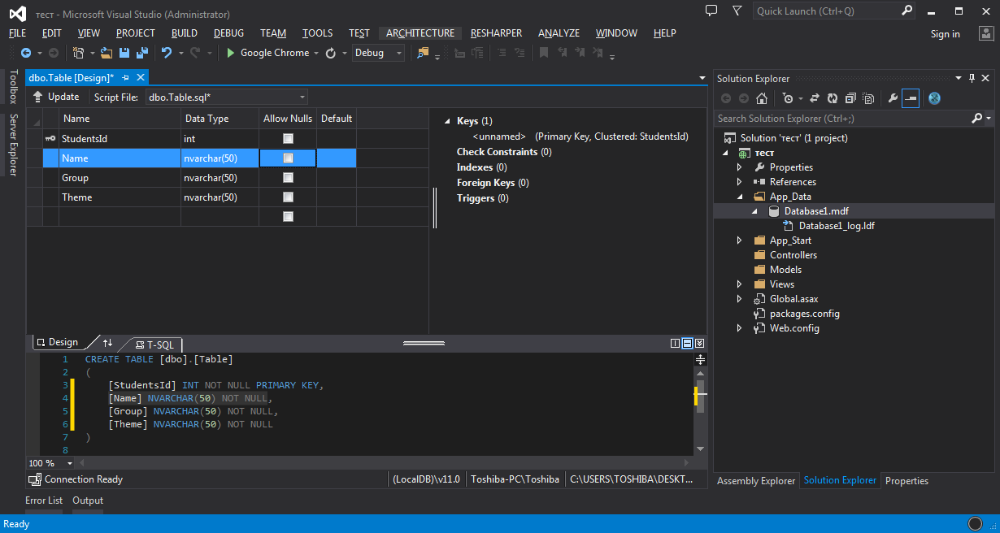 тест - Microsoft Visual Studio (Administrator)
Quick Launch (Ctrl+Q)
FILE EDIT VIEW PROJECT BUILD DEBUG TEAM TOOLS TEST ARCHITECTURE RESHARPER ANALYZE WINDOW HELP
Sign in
Google Chrome
Debug
Toolbox
Server Explorer
dbo.Table [Design]*
Update
Script File:
dbo.Table.sql*
Name Data Type Allow Nulls Default
StudentsId int
Name nvarchar(50)
Group nvarchar(50)
Theme nvarchar(50)
Keys (1)
<unnamed> (Primary Key, Clustered: StudentsId)
Check Constraints (0)
Indexes (0)
Foreign Keys (0)
Triggers (0)
Design
T-SQL
1 CREATE TABLE [dbo].[Table]
2 (
3 [StudentsId] INT NOT NULL PRIMARY KEY,
4 [Name] NVARCHAR(50) NOT NULL,
5 [Group] NVARCHAR(50) NOT NULL,
6 [Theme] NVARCHAR(50) NOT NULL
7 )
8
100 %
Connection Ready
(LocalDB)\v11.0
Toshiba-PC\Toshiba
C:\USERS\TOSHIBA\DESKT...
Error List
Output
Ready
Solution Explorer
Search Solution Explorer (Ctrl+;)
Solution 'тест' (1 project)
тест
Properties
References
App_Data
Database1.mdf
Database1_log.ldf
App_Start
Controllers
Models
Views
Global.asax
packages.config
Web.config
Assembly Explorer
Solution Explorer
Properties